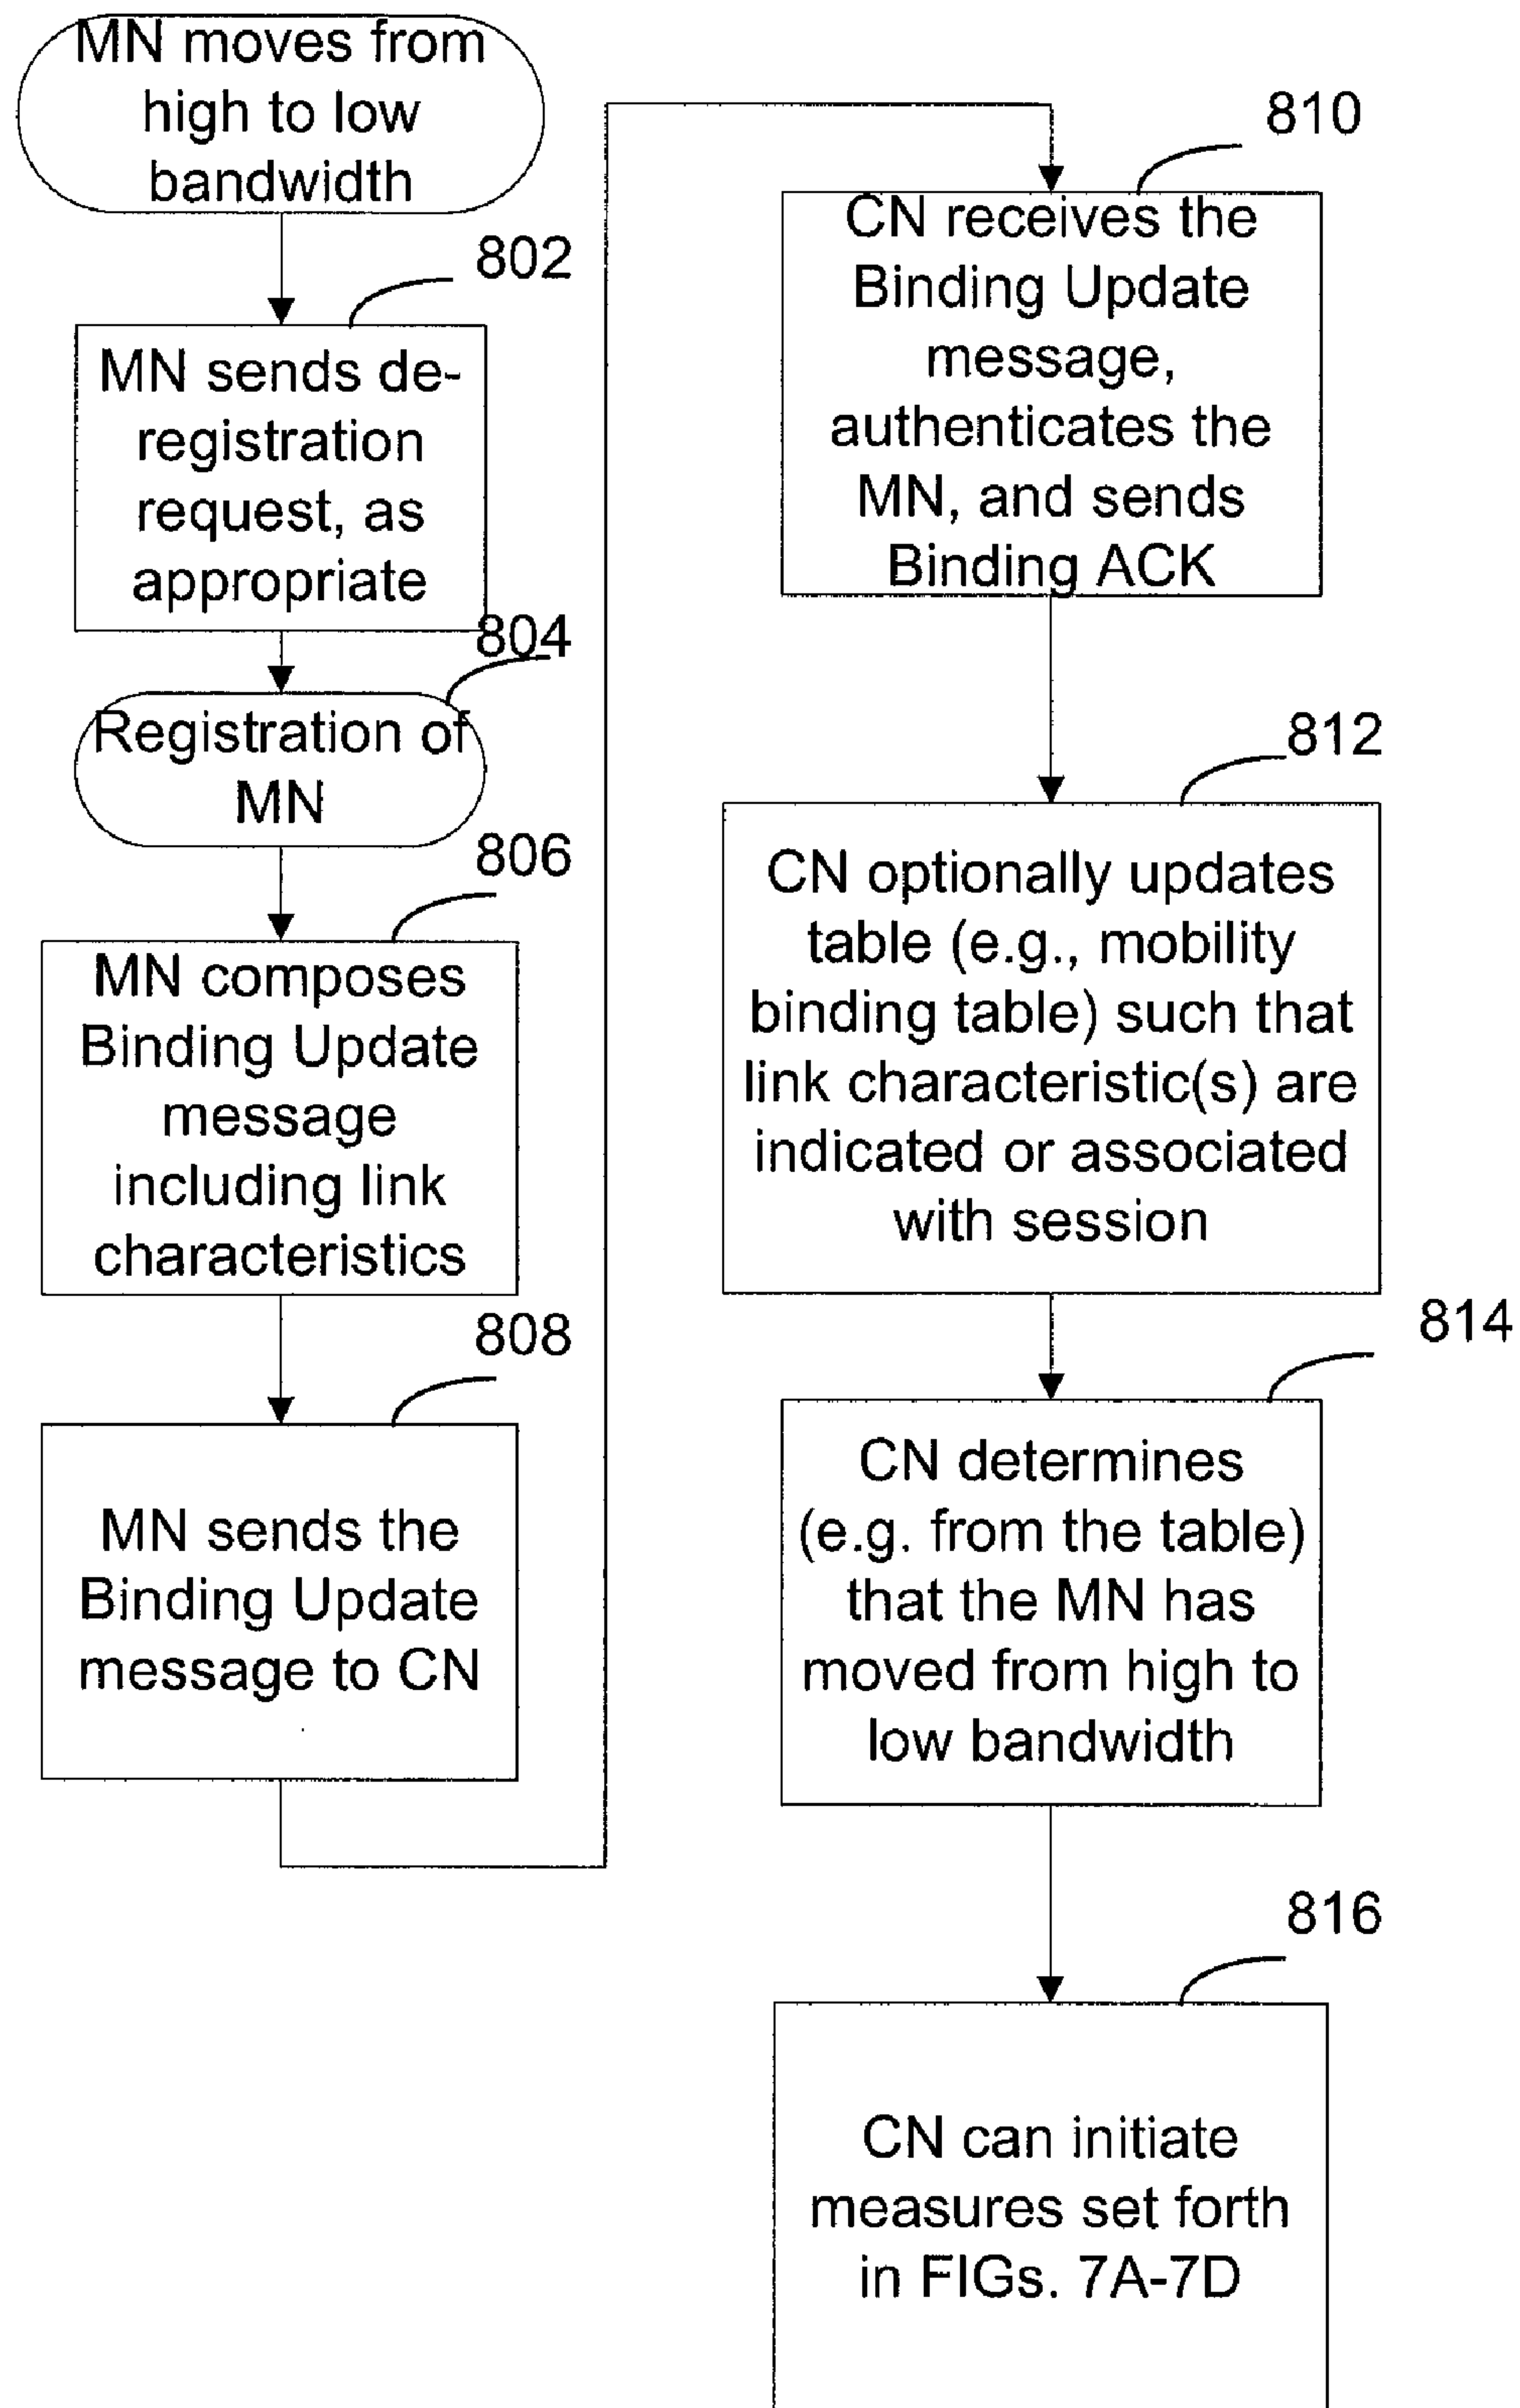 MN moves from
high to low
bandwidth
802
MN sends de-
registration
request, as
appropriate
804
Registration of
MN
806
MN composes
Binding Update
message
including link
characteristics
808
MN sends the
Binding Update
message to CN
810
CN receives the
Binding Update
message,
authenticates the
MN, and sends
Binding ACK
812
CN optionally updates
table (e.g., mobility
binding table) such that
link characteristic(s) are
indicated or associated
with session
814
CN determines
(e.g. from the table)
that the MN has
moved from high to
low bandwidth
816
CN can initiate
measures set forth
in FIGs. 7A-7D